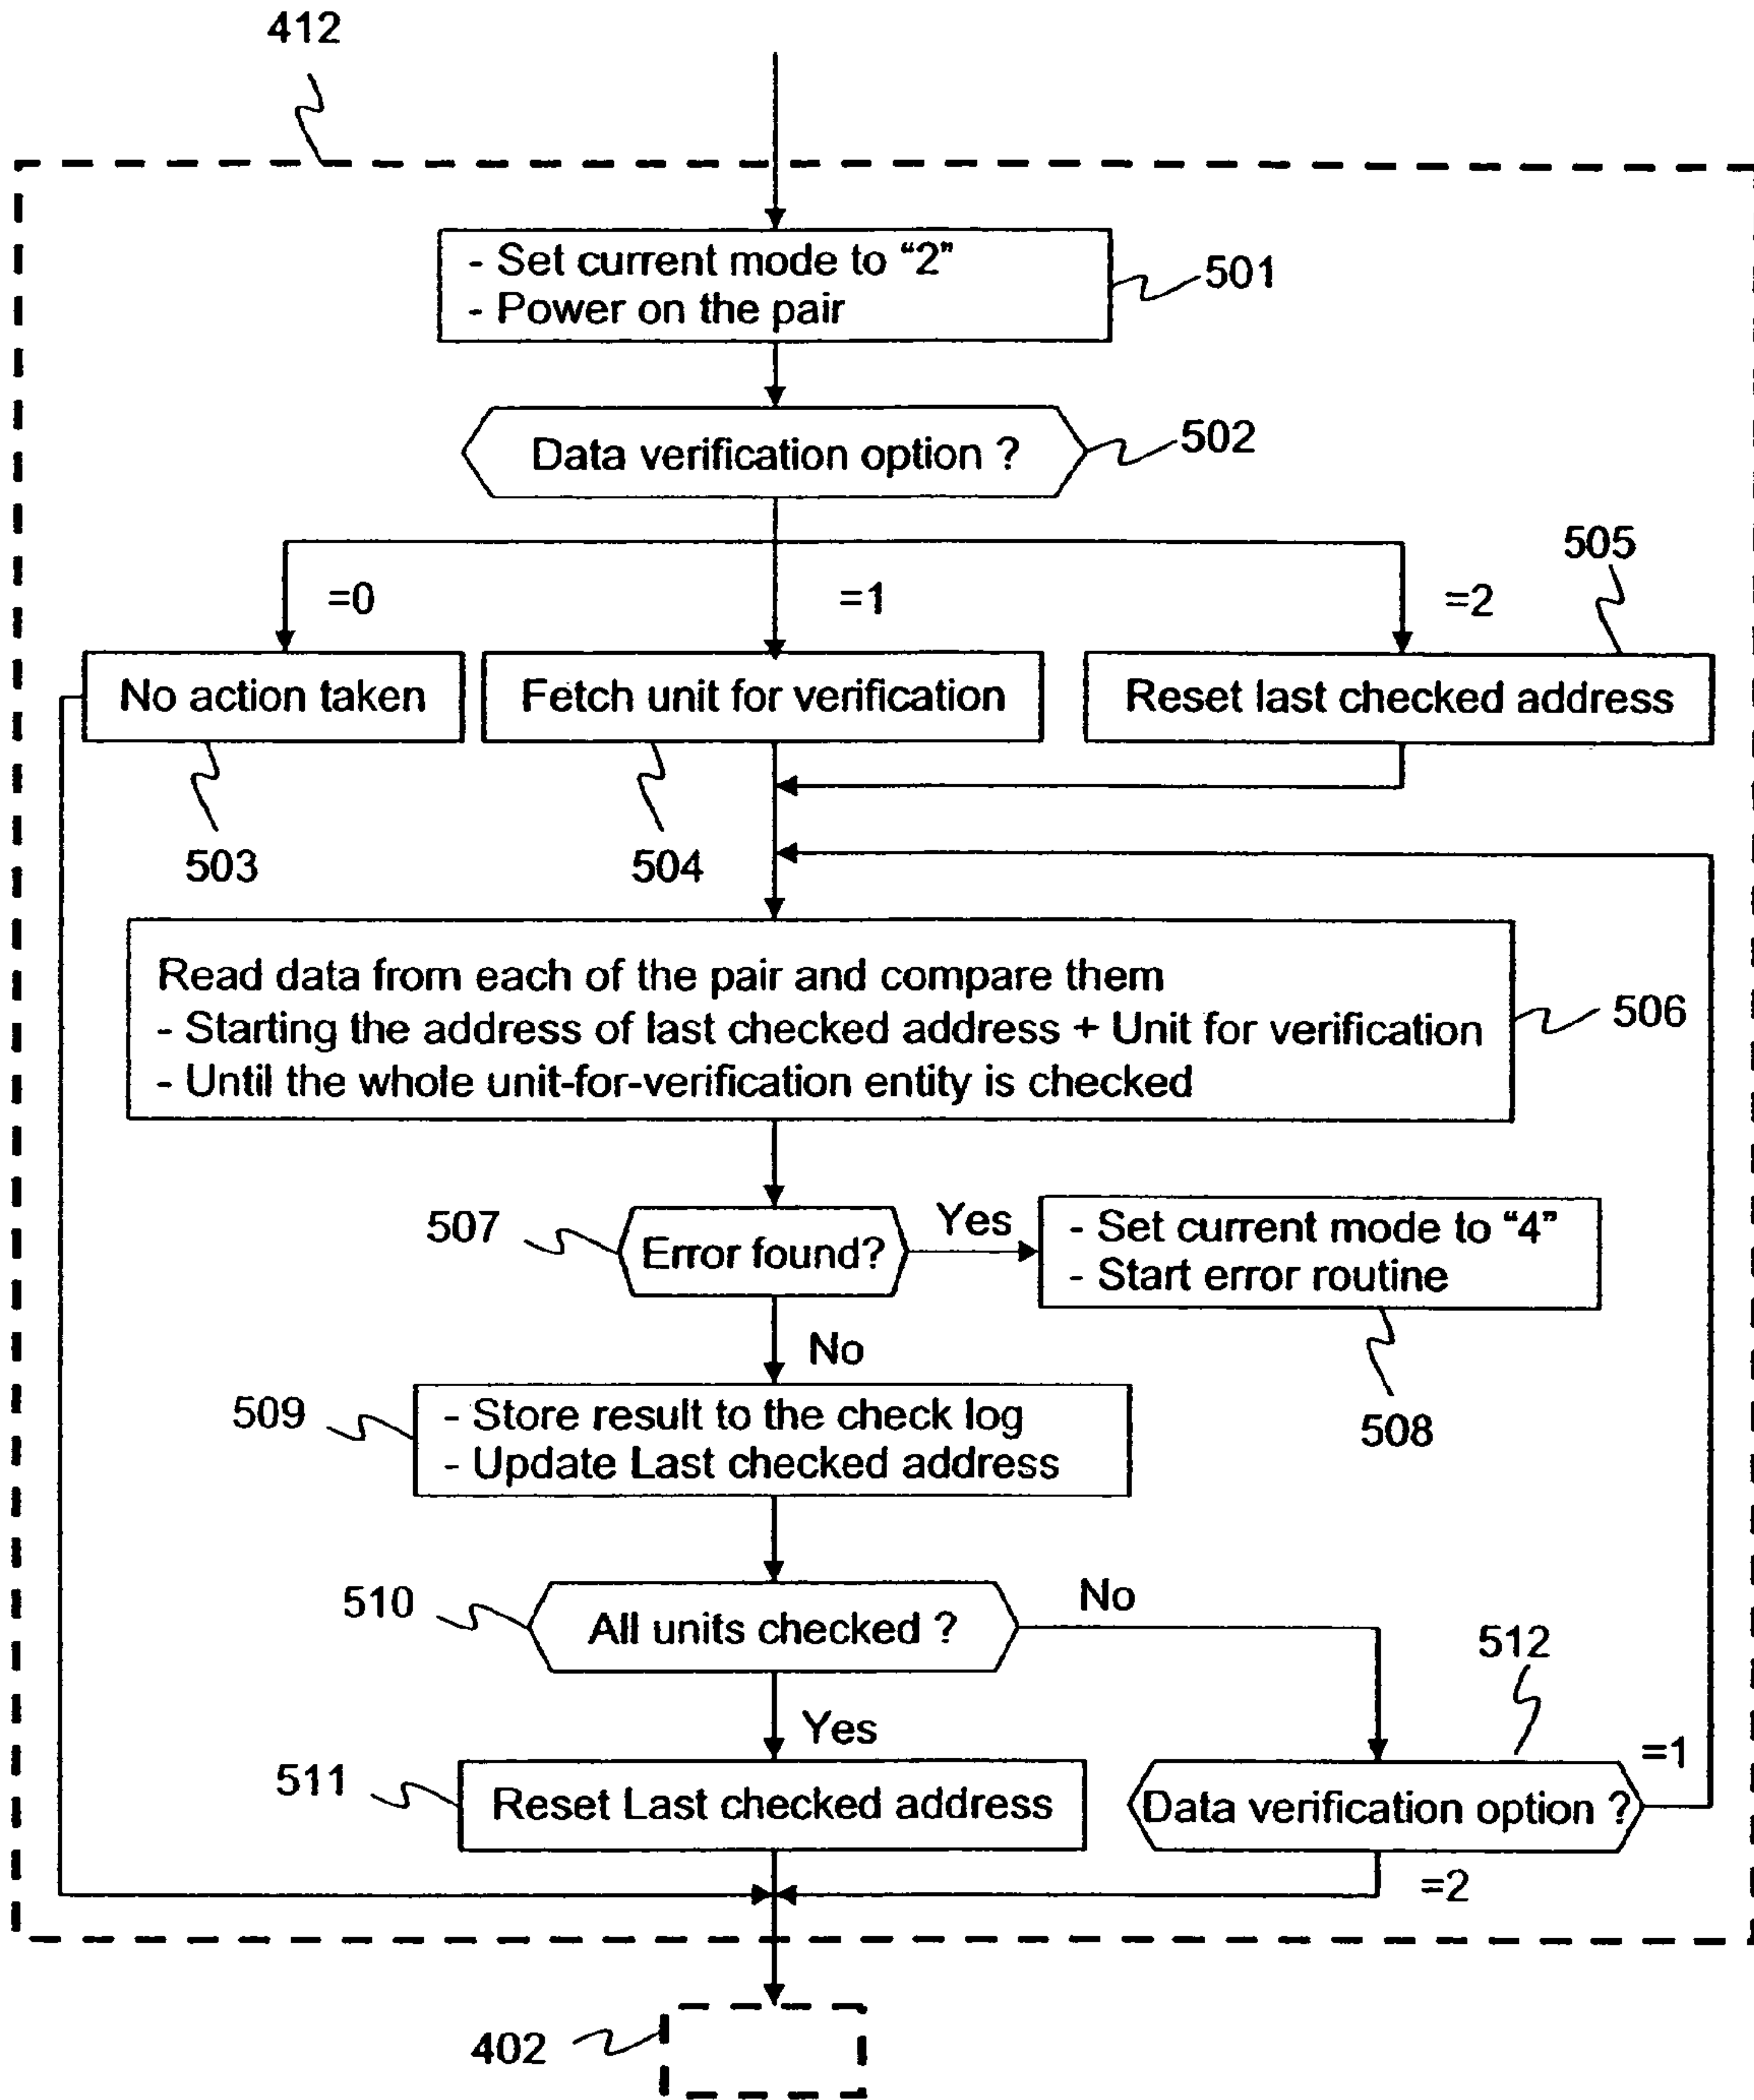 412
- Set current mode to “2”
- Power on the pair
501
Data verification option ?
502
505
=0
=1
=2
No action taken
Fetch unit for verification
Reset last checked address
503
504
Read data from each of the pair and compare them
- Starting the address of last checked address + Unit for verification
- Until the whole unit-for-verification entity is checked
506
507
Error found?
Yes
- Set current mode to “4”
- Start error routine
No
508
509
- Store result to the check log
- Update Last checked address
510
All units checked ?
No
512
Yes
=1
511
Reset Last checked address
Data verification option ?
=2
402